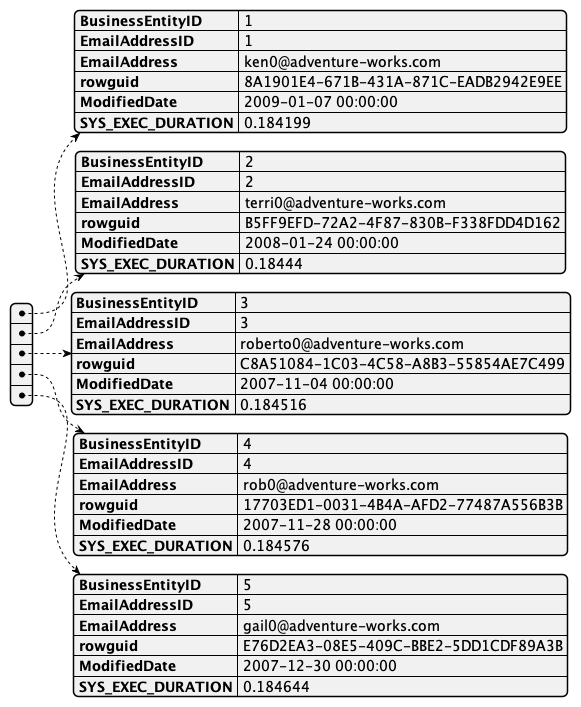 BusinessEntityID 1
EmailAddressID 1
EmailAddress ken0@adventure-works.com
rowguid 8A1901E4-671B-431A-871C-EADB2942E9EE
ModifiedDate 2009-01-07 00:00:00
SYS_EXEC_DURATION 0.184199
BusinessEntityID 2
EmailAddressID 2
EmailAddress terri0@adventure-works.com
rowguid B5FF9EFD-72A2-4F87-830B-F338FDD4D162
ModifiedDate 2008-01-24 00:00:00
SYS_EXEC_DURATION 0.18444
BusinessEntityID 3
EmailAddressID 3
EmailAddress roberto0@adventure-works.com
rowguid C8A51084-1C03-4C58-A8B3-55854AE7C499
ModifiedDate 2007-11-04 00:00:00
SYS_EXEC_DURATION 0.184516
BusinessEntityID 4
EmailAddressID 4
EmailAddress rob0@adventure-works.com
rowguid 17703ED1-0031-4B4A-AFD2-77487A556B3B
ModifiedDate 2007-11-28 00:00:00
SYS_EXEC_DURATION 0.184576
BusinessEntityID 5
EmailAddressID 5
EmailAddress gail0@adventure-works.com
rowguid E76D2EA3-08E5-409C-BBE2-5DD1CDF89A3B
ModifiedDate 2007-12-30 00:00:00
SYS_EXEC_DURATION 0.184644